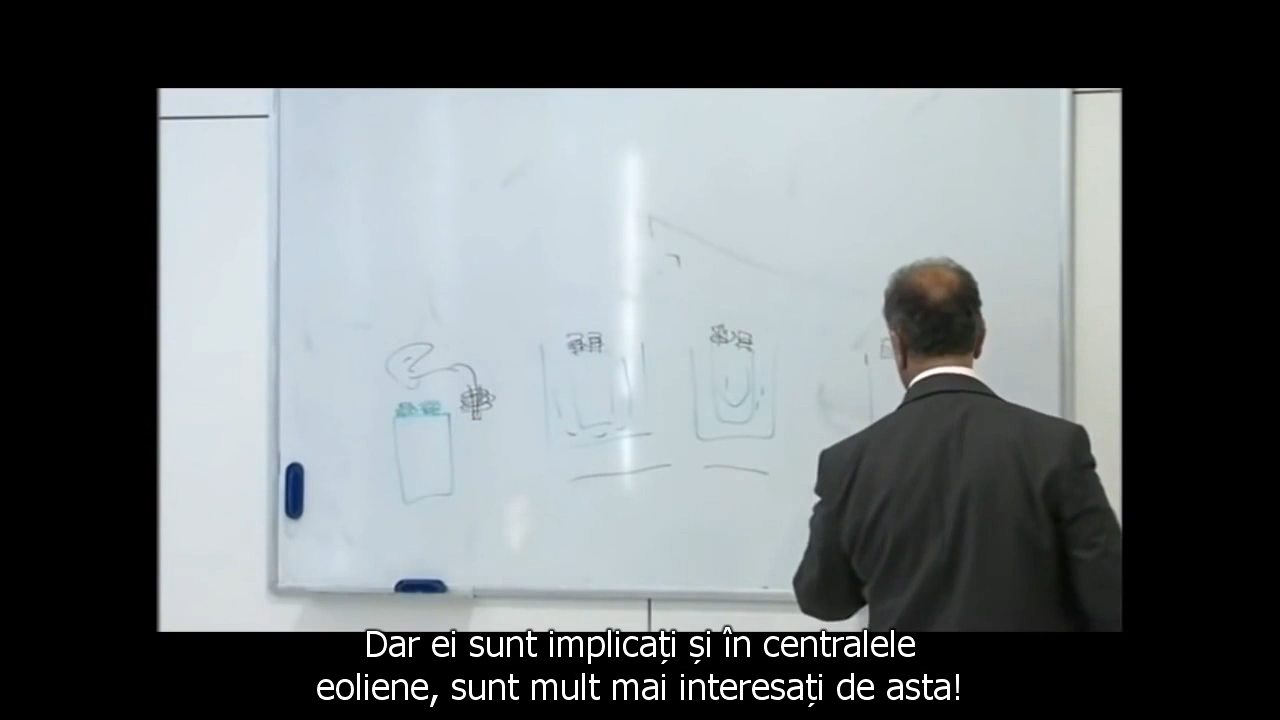 Dar ei sunt implicați și în centralele
eoliene, sunt mult mai interesați de asta!